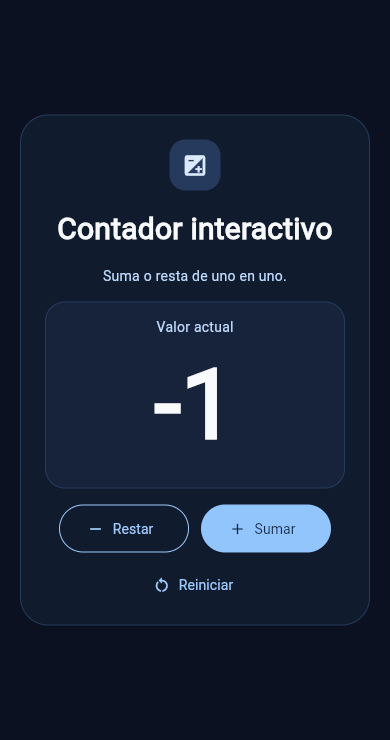 Contador interactivo
Suma o resta de uno en uno.
Valor actual
-1
Restar
Sumar
Reiniciar